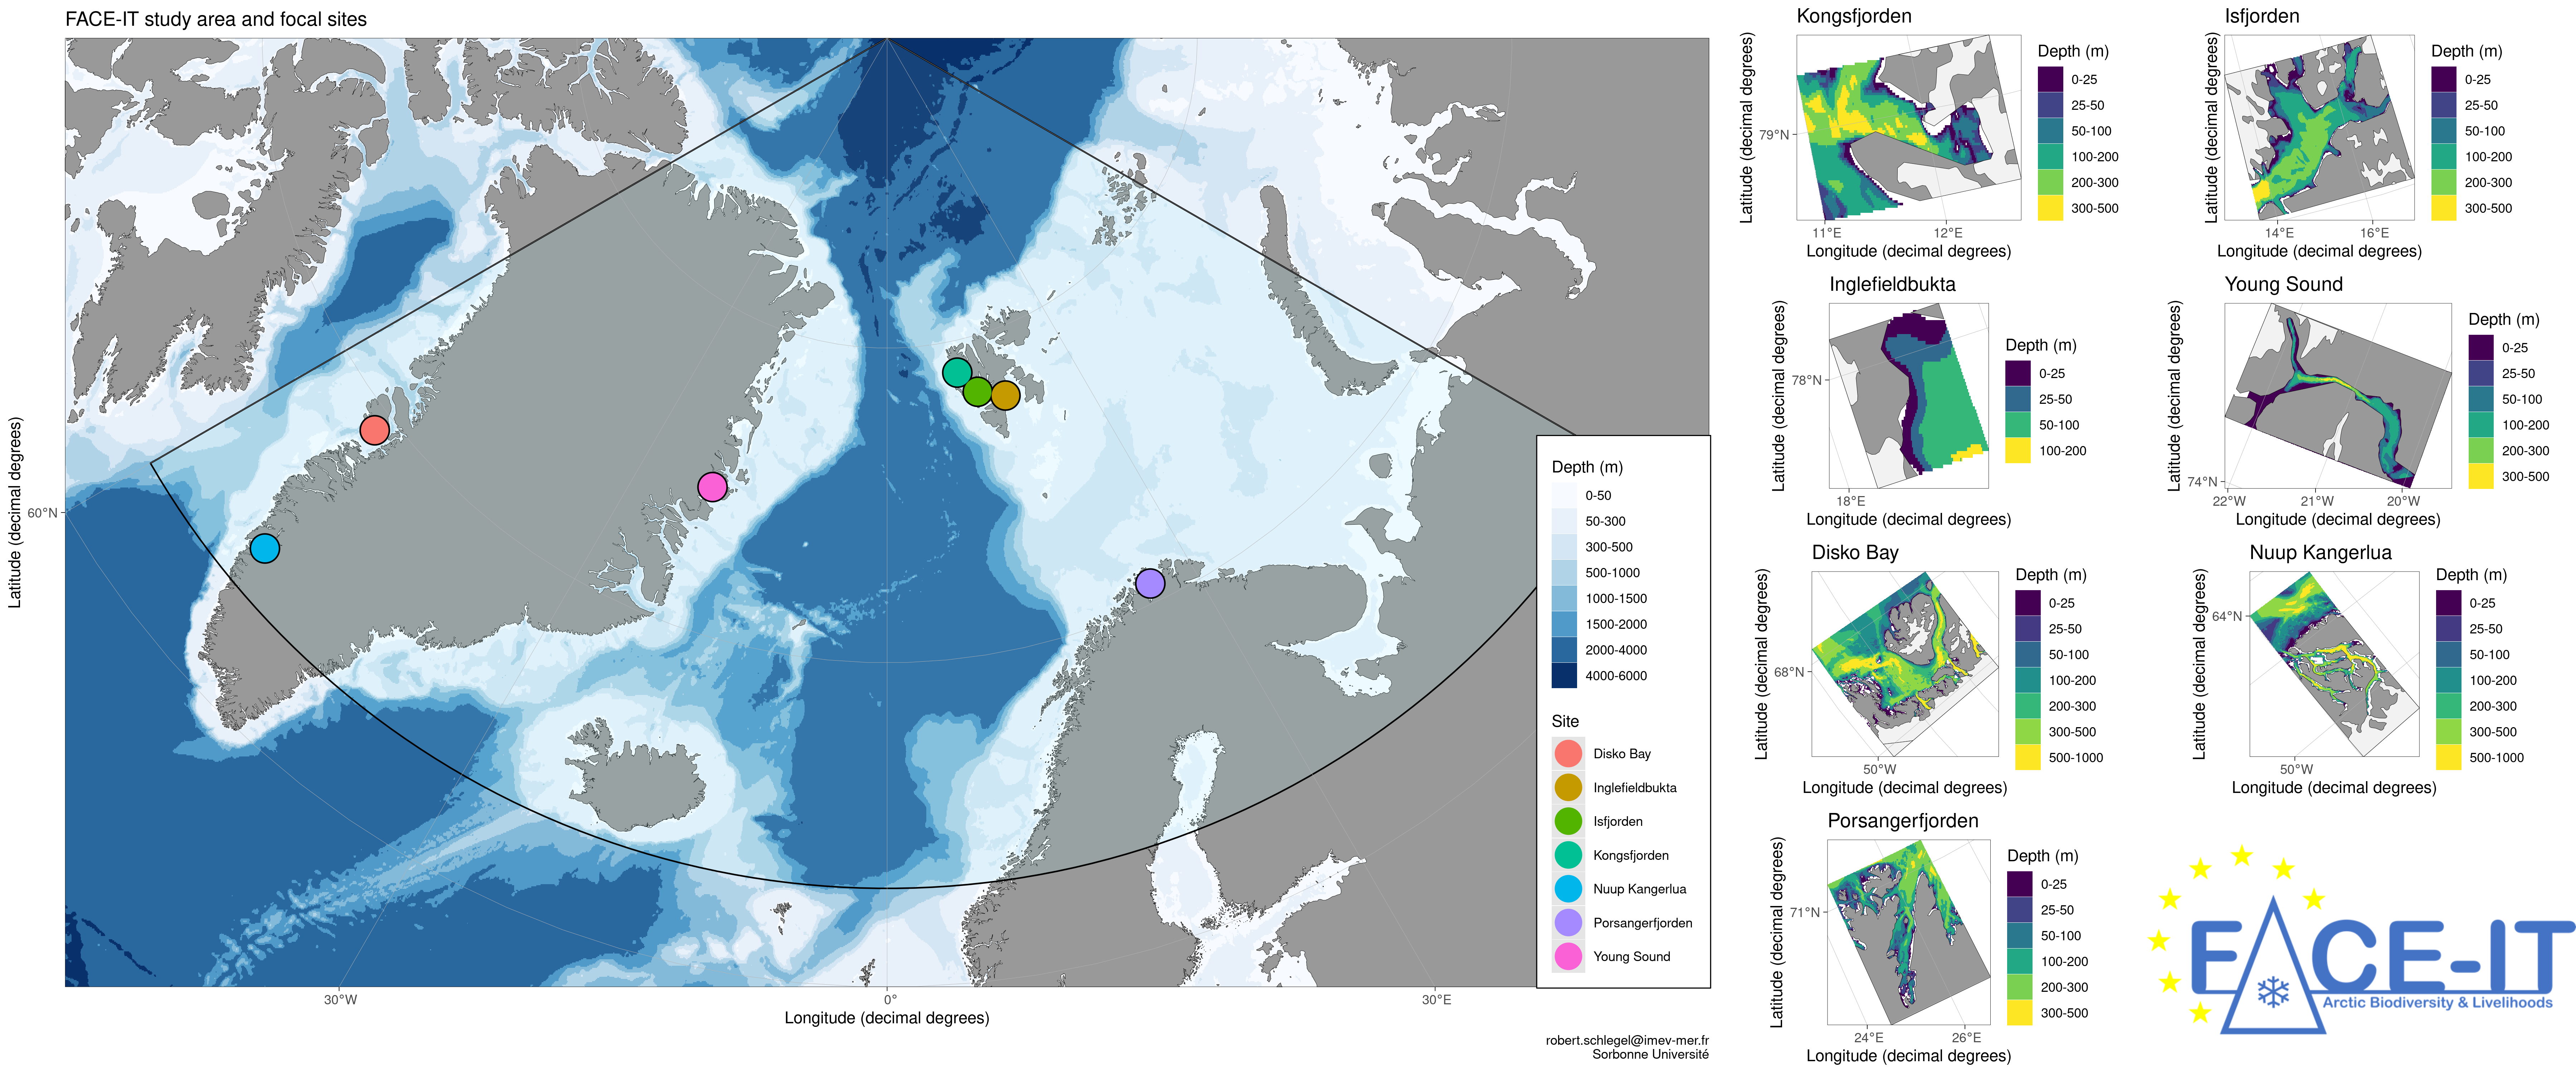 FACE-IT study area and focal sites
Latitude (decimal degrees)
60°N
30°W
0°
30°E
Longitude (decimal degrees)
Depth (m)
0-50
50-300
300-500
500-1000
1000-1500
1500-2000
2000-4000
4000-6000
Site
Disko Bay
Inglefieldbukta
Isfjorden
Kongsfjorden
Nuup Kangerlua
Porsangerfjorden
Young Sound
robert.schlegel@imev-mer.fr
Sorbonne Université
Kongsfjorden
Latitude (decimal degrees)
79°N
11°E
12°E
Longitude (decimal degrees)
Depth (m)
0-25
25-50
50-100
100-200
200-300
300-500
Isfjorden
Latitude (decimal degrees)
14°E
16°E
Longitude (decimal degrees)
Depth (m)
0-25
25-50
50-100
100-200
200-300
300-500
Inglefieldbukta
Latitude (decimal degrees)
78°N
18°E
Longitude (decimal degrees)
Depth (m)
0-25
25-50
50-100
100-200
Young Sound
Latitude (decimal degrees)
74°N
22°W
21°W
20°W
Longitude (decimal degrees)
Depth (m)
0-25
25-50
50-100
100-200
200-300
300-500
Disko Bay
Latitude (decimal degrees)
68°N
50°W
Longitude (decimal degrees)
Depth (m)
0-25
25-50
50-100
100-200
200-300
300-500
500-1000
Nuup Kangerlua
Latitude (decimal degrees)
64°N
50°W
Longitude (decimal degrees)
Depth (m)
0-25
25-50
50-100
100-200
200-300
300-500
500-1000
Porsangerfjorden
Latitude (decimal degrees)
71°N
24°E
26°E
Longitude (decimal degrees)
Depth (m)
0-25
25-50
50-100
100-200
200-300
300-500
FACE-IT
Arctic Biodiversity & Livelihoods